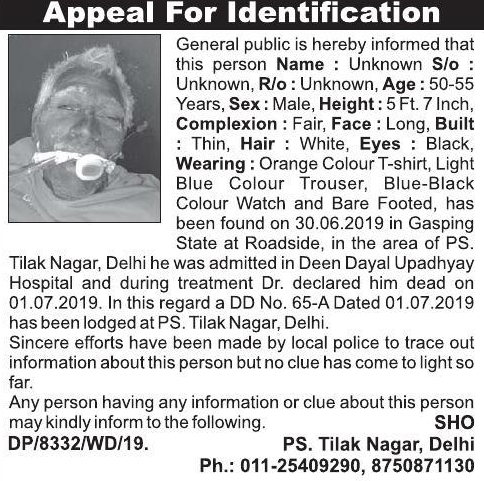 Appeal For Identification
General public is hereby informed that
this person Name : Unknown S/o :
Unknown, R/o : Unknown, Age : 50-55
Years, Sex : Male, Height : 5 Ft. 7 Inch,
Complexion : Fair, Face : Long, Built
: Thin, Hair : White, Eyes : Black,
Wearing : Orange Colour T-shirt, Light
Blue Colour Trouser, Blue-Black
Colour Watch and Bare Footed, has
been found on 30.06.2019 in Gasping
State at Roadside, in the area of PS.
Tilak Nagar, Delhi he was admitted in Deen Dayal Upadhyay
Hospital and during treatment Dr. declared him dead on
01.07.2019. In this regard a DD No. 65-A Dated 01.07.2019
has been lodged at PS. Tilak Nagar, Delhi.
Sincere efforts have been made by local police to trace out
information about this person but no clue has come to light so
far.
Any person having any information or clue about this person
may kindly inform to the following. SHO
DP/8332/WD/19. PS. Tilak Nagar, Delhi
Ph.: 011-25409290, 8750871130